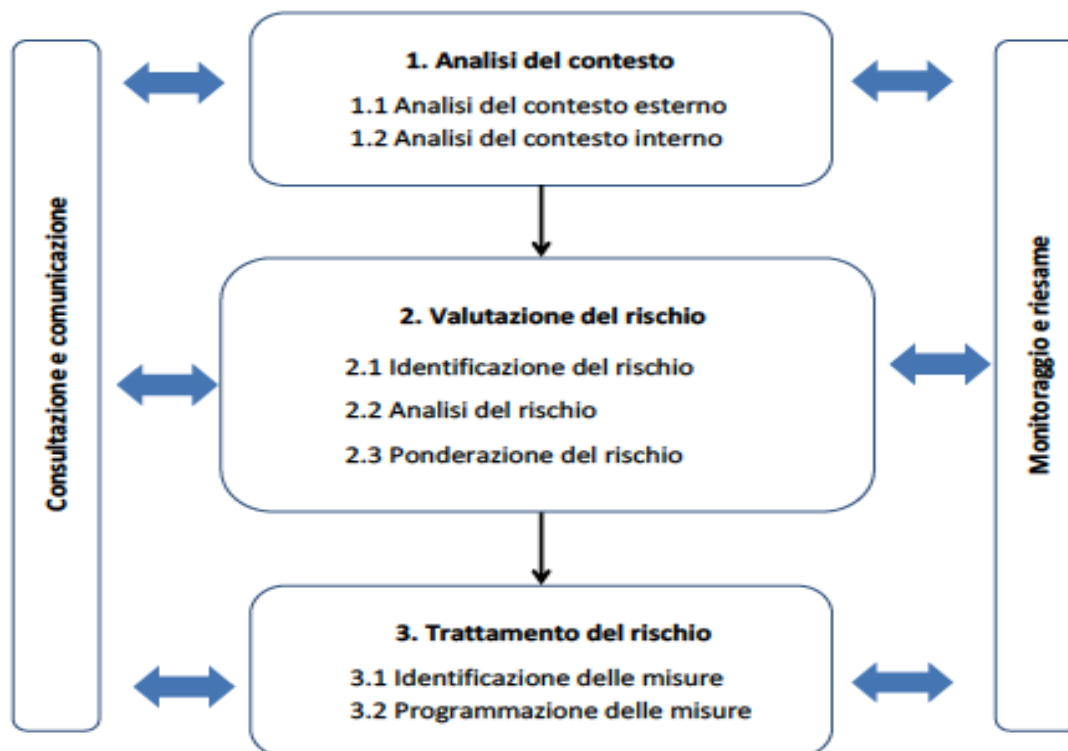 Consultazione e comunicazione
1. Analisi del contesto
1.1 Analisi del contesto esterno
1.2 Analisi del contesto interno
2. Valutazione del rischio
2.1 Identificazione del rischio
2.2 Analisi del rischio
2.3 Ponderazione del rischio
3. Trattamento del rischio
3.1 Identificazione delle misure
3.2 Programmazione delle misure
Monitoraggio e riesame